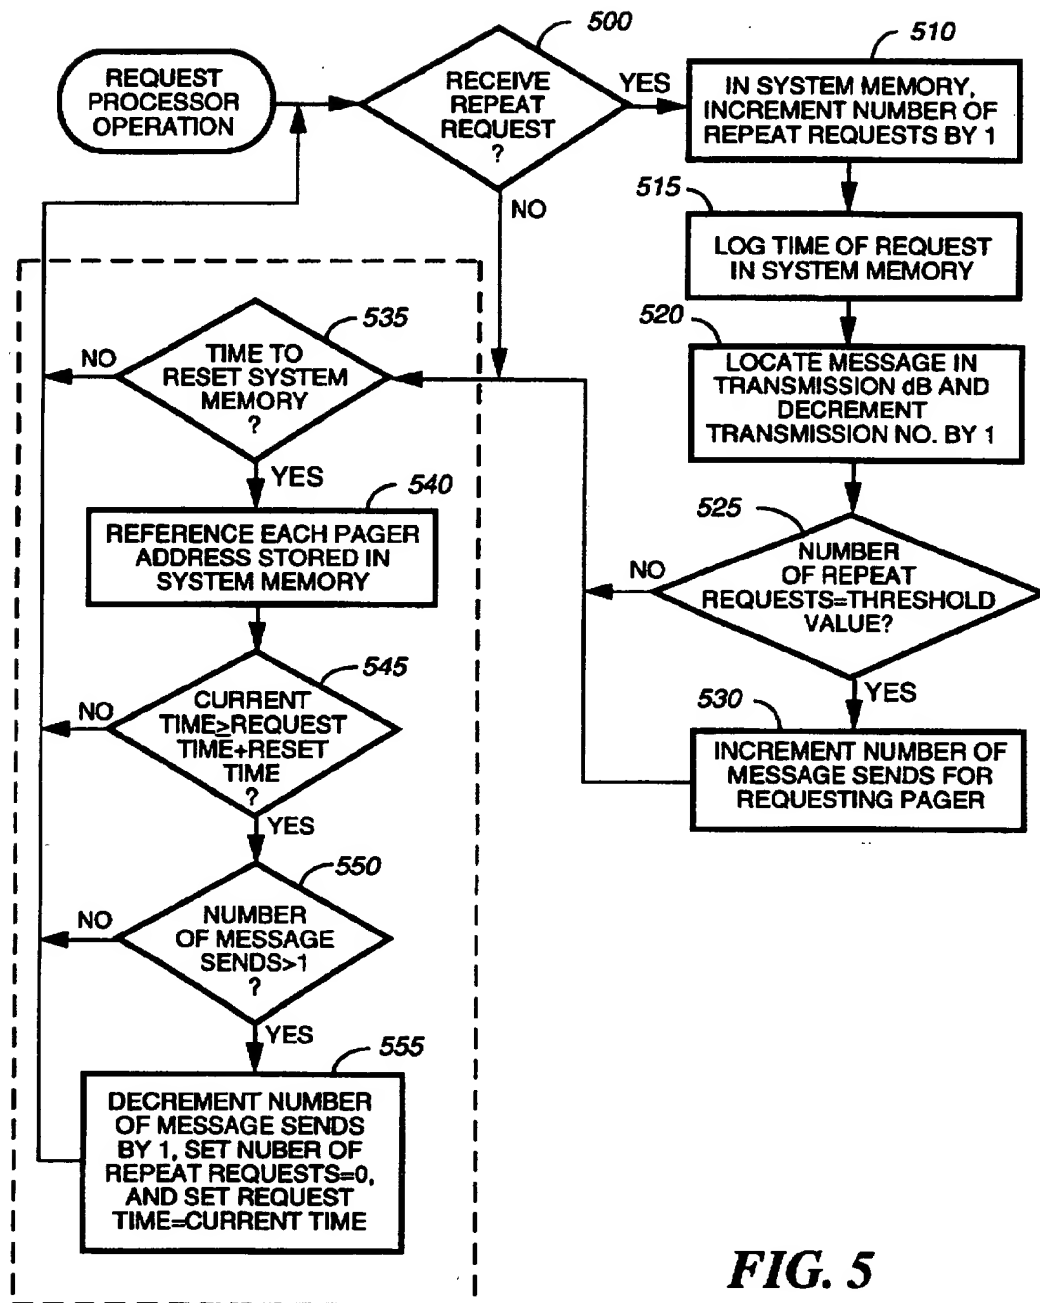 REQUEST
PROCESSOR
OPERATION
500
RECEIVE
REPEAT
REQUEST
?
YES
NO
510
IN SYSTEM MEMORY,
INCREMENT NUMBER OF
REPEAT REQUESTS BY 1
515
LOG TIME OF REQUEST
IN SYSTEM MEMORY
520
LOCATE MESSAGE IN
TRANSMISSION dB AND
DECREMENT
TRANSMISSION NO. BY 1
525
NUMBER
OF REPEAT
REQUESTS=THRESHOLD
VALUE?
NO
YES
530
INCREMENT NUMBER OF
MESSAGE SENDS FOR
REQUESTING PAGER
535
TIME TO
RESET SYSTEM
MEMORY
?
NO
YES
540
REFERENCE EACH PAGER
ADDRESS STORED IN
SYSTEM MEMORY
545
CURRENT
TIME≥REQUEST
TIME+RESET
TIME
?
NO
YES
550
NUMBER
OF MESSAGE
SENDS>1
?
NO
YES
555
DECREMENT NUMBER
OF MESSAGE SENDS
BY 1, SET NUBER OF
REPEAT REQUESTS=0,
AND SET REQUEST
TIME=CURRENT TIME
FIG. 5